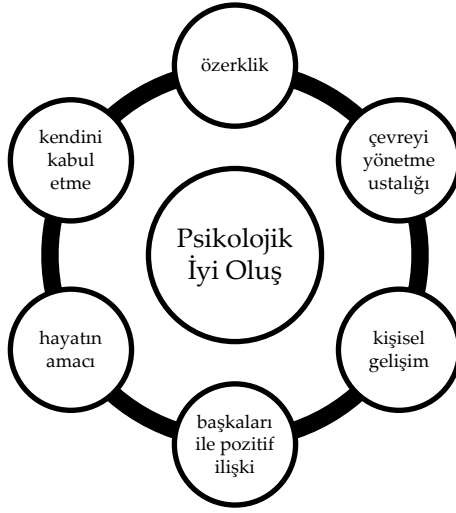 özerklik
kendini
kabul
etme
çevreyi
yönetme
ustalığı
Psikolojik
İyi Oluş
hayatın
amacı
kişisel
gelişim
başkaları
ile pozitif
ilişki